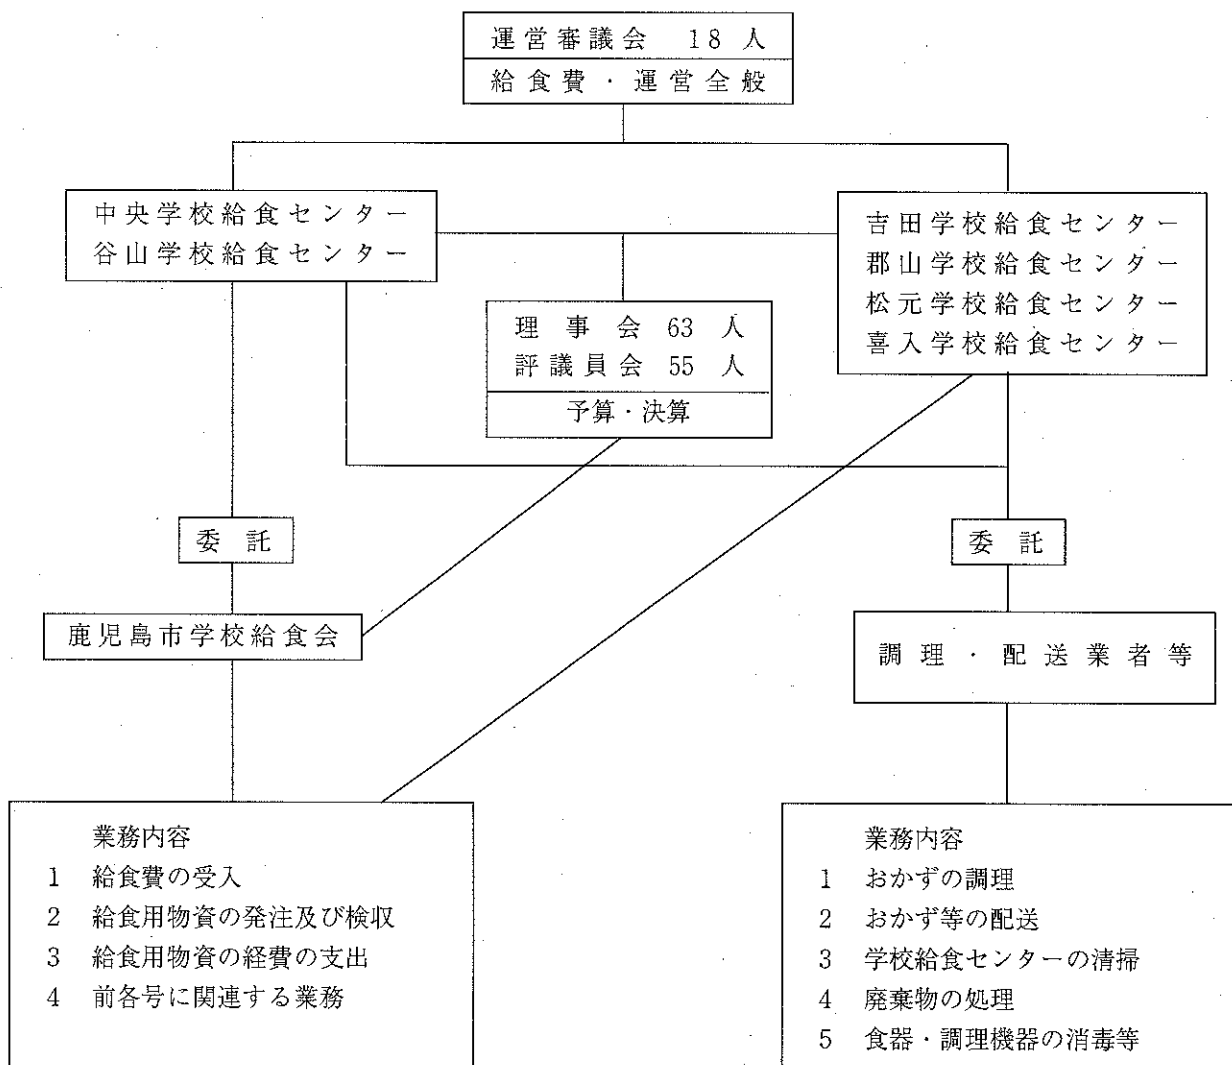 運営審議会 18 人
給食費・運営全般
中央学校給食センター
谷山学校給食センター
吉田学校給食センター
郡山学校給食センター
松元学校給食センター
喜入学校給食センター
理事会 63 人
評議員会 55 人
予算・決算
委託
委託
鹿児島市学校給食会
調理・配送業者等
業務内容
1 給食費の受入
2 給食用物資の発注及び検収
3 給食用物資の経費の支出
4 前各号に関連する業務
業務内容
1 おかずの調理
2 おかず等の配送
3 学校給食センターの清掃
4 廃棄物の処理
5 食器・調理機器の消毒等